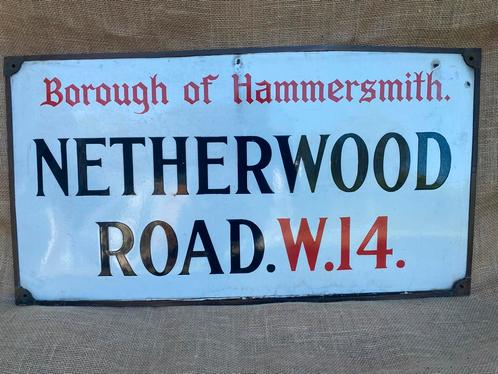 Borough of Hammersmith.
NETHERWOOD
ROAD. W.14.